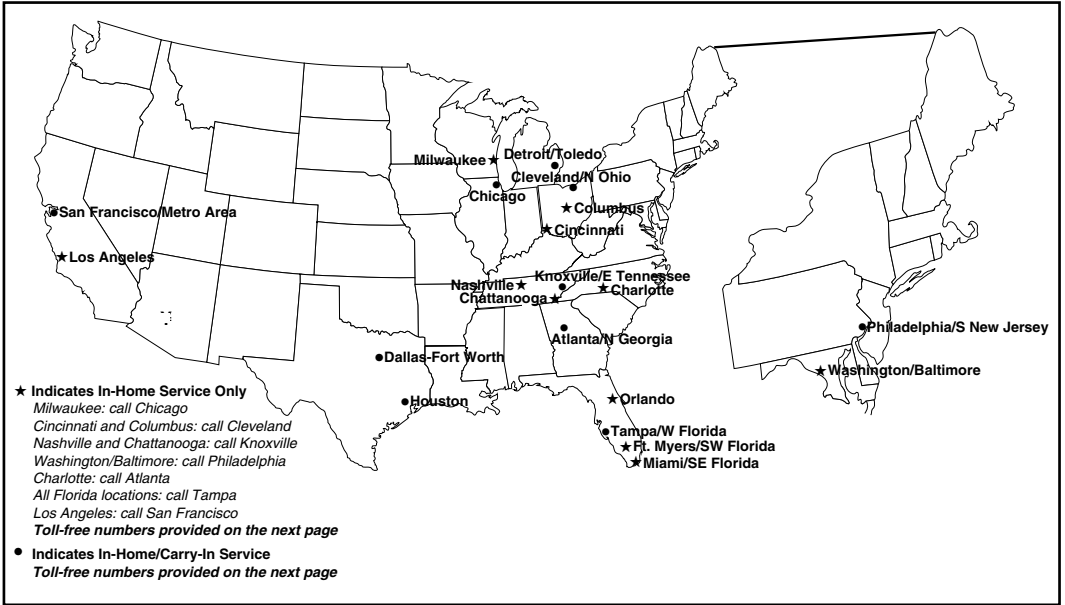 Milwaukee
Detroit/Toledo
Cleveland/N Ohio
Chicago
San Francisco/Metro Area
Columbus
Cincinnati
Los Angeles
Knoxville/E Tennessee
Nashville
Charlotte
Chattanooga
Philadelphia/S New Jersey
Atlanta/N Georgia
Dallas-Fort Worth
Washington/Baltimore
Houston
Orlando
Tampa/W Florida
Ft. Myers/SW Florida
Miami/SE Florida
★ Indicates In-Home Service Only
Milwaukee: call Chicago
Cincinnati and Columbus: call Cleveland
Nashville and Chattanooga: call Knoxville
Washington/Baltimore: call Philadelphia
Charlotte: call Atlanta
All Florida locations: call Tampa
Los Angeles: call San Francisco
Toll-free numbers provided on the next page
● Indicates In-Home/Carry-In Service
Toll-free numbers provided on the next page